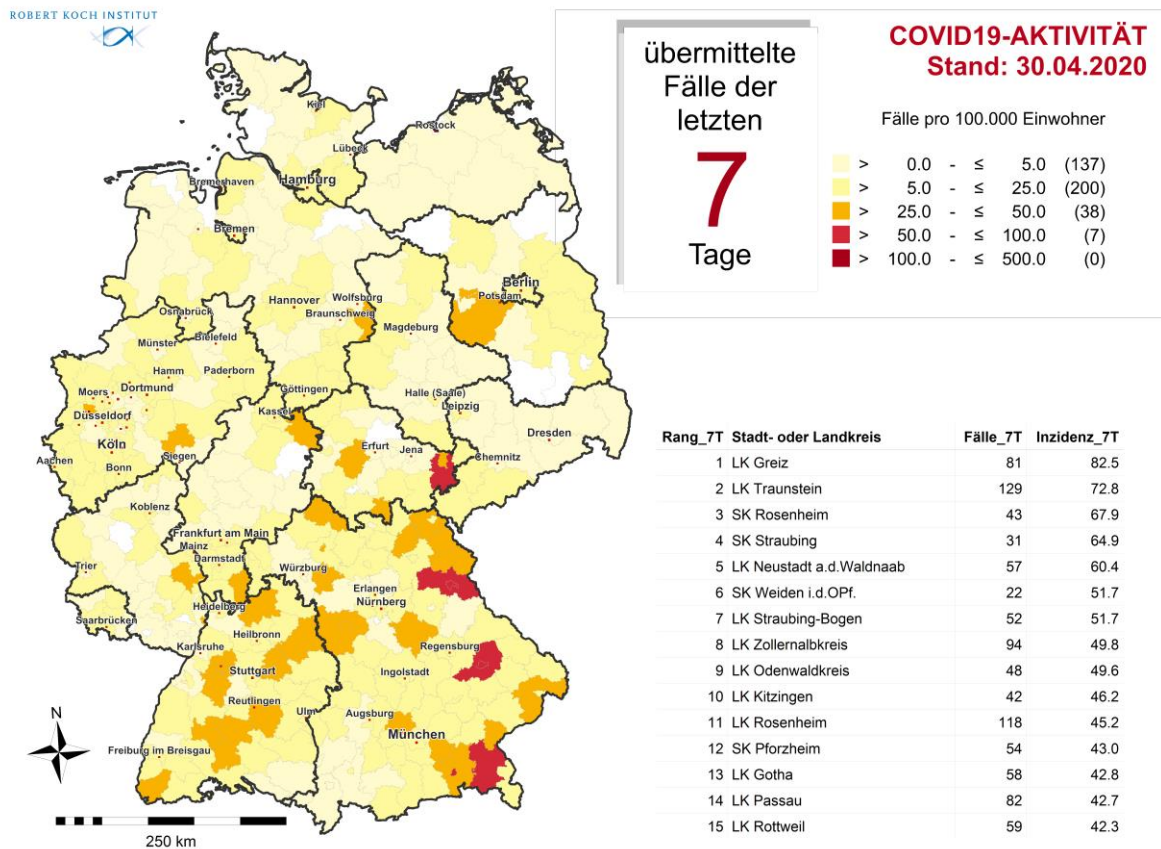 ROBERT KOCH INSTITUT
übermittelte
Fälle der
letzten
7
Tage
COVID19-AKTIVITÄT
Stand: 30.04.2020
Fälle pro 100.000 Einwohner
> 0.0 - ≤ 5.0 (137)
> 5.0 - ≤ 25.0 (200)
> 25.0 - ≤ 50.0 (38)
> 50.0 - ≤ 100.0 (7)
> 100.0 - ≤ 500.0 (0)
Kiel
Rostock
Lübeck
Bremerhaven
Hamburg
Bremen
Berlin
Hannover
Wolfsburg
Potsdam
Osnabrück
Braunschweig
Magdeburg
Münster
Bielefeld
Hamm
Paderborn
Moers
Dortmund
Göttingen
Halle (Saale)
Düsseldorf
Kassel
Leipzig
Köln
Erfurt
Jena
Dresden
Aachen
Siegen
Chemnitz
Bonn
Koblenz
Frankfurt am Main
Mainz
Trier
Darmstadt
Würzburg
Erlangen
Heidelberg
Nürnberg
Saarbrücken
Heilbronn
Karlsruhe
Regensburg
Stuttgart
Ingolstadt
Reutlingen
Ulm
Augsburg
München
Freiburg im Breisgau
N
250 km
Rang_7T Stadt- oder Landkreis Fälle_7T Inzidenz_7T
1 LK Greiz 81 82.5
2 LK Traunstein 129 72.8
3 SK Rosenheim 43 67.9
4 SK Straubing 31 64.9
5 LK Neustadt a.d.Waldnaab 57 60.4
6 SK Weiden i.d.OPf. 22 51.7
7 LK Straubing-Bogen 52 51.7
8 LK Zollernalbkreis 94 49.8
9 LK Odenwaldkreis 48 49.6
10 LK Kitzingen 42 46.2
11 LK Rosenheim 118 45.2
12 SK Pforzheim 54 43.0
13 LK Gotha 58 42.8
14 LK Passau 82 42.7
15 LK Rottweil 59 42.3